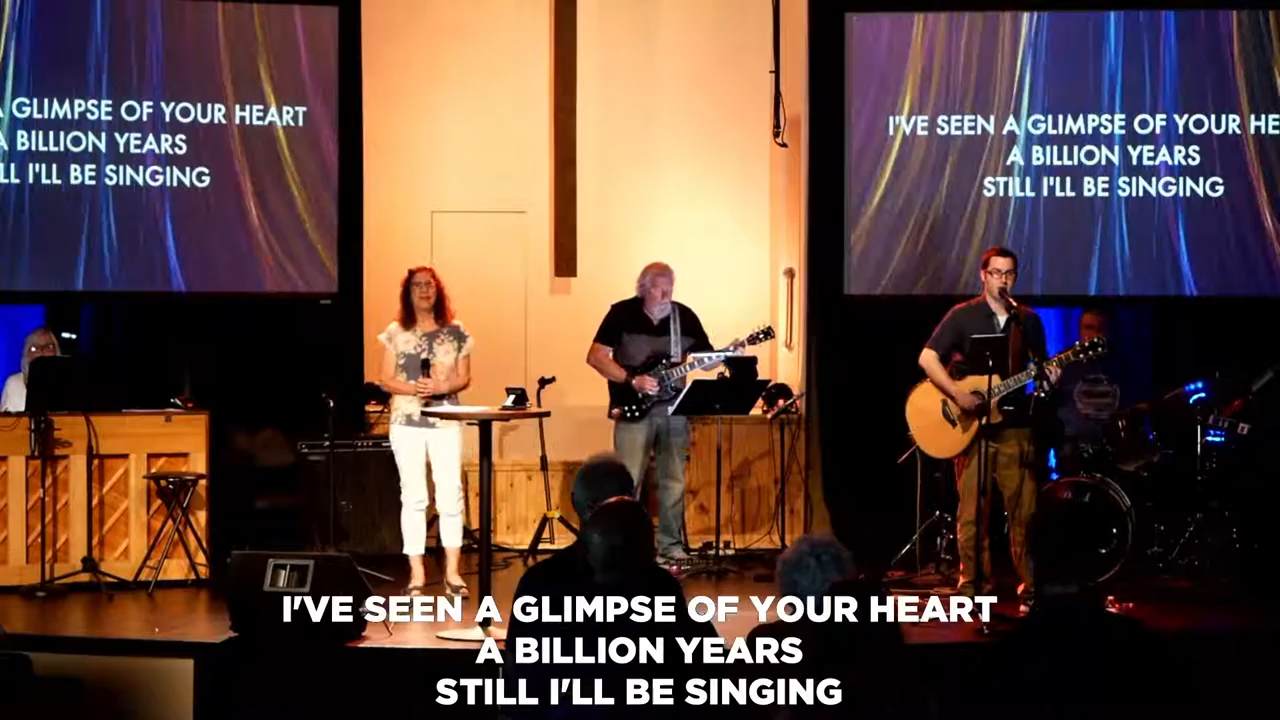 A GLIMPSE OF YOUR HEART
A BILLION YEARS
LL I'LL BE SINGING
I'VE SEEN A GLIMPSE OF YOUR HE
A BILLION YEARS
STILL I'LL BE SINGING
I'VE SEEN A GLIMPSE OF YOUR HEART
A BILLION YEARS
STILL I'LL BE SINGING